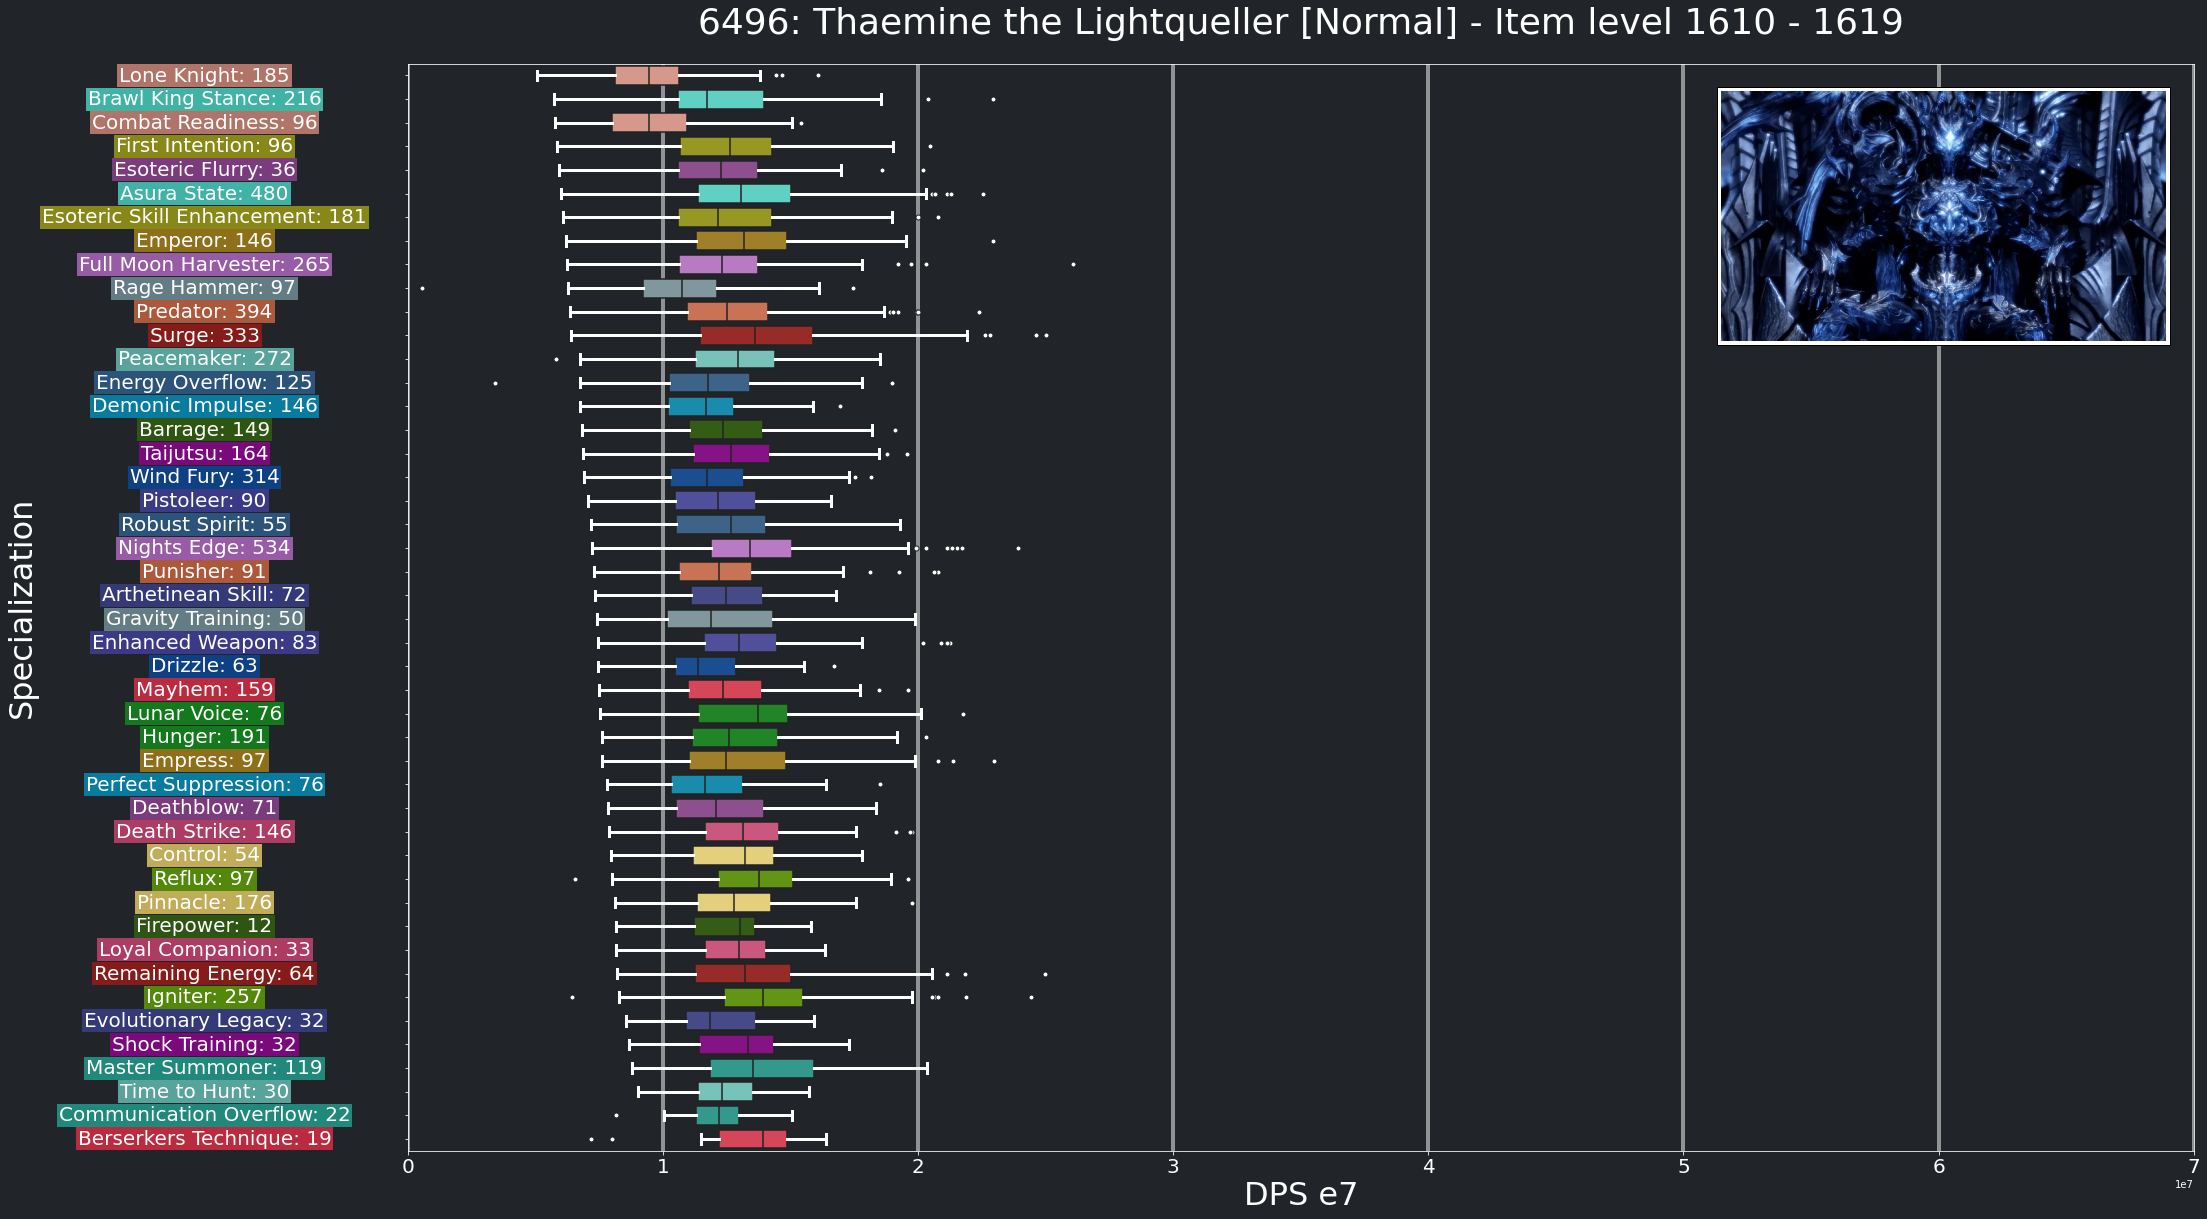 6496: Thaemine the Lightqueller [Normal] - Item level 1610 - 1619
Specialization
Lone Knight: 185
Brawl King Stance: 216
Combat Readiness: 96
First Intention: 96
Esoteric Flurry: 36
Asura State: 480
Esoteric Skill Enhancement: 181
Emperor: 146
Full Moon Harvester: 265
Rage Hammer: 97
Predator: 394
Surge: 333
Peacemaker: 272
Energy Overflow: 125
Demonic Impulse: 146
Barrage: 149
Taijutsu: 164
Wind Fury: 314
Pistoleer: 90
Robust Spirit: 55
Nights Edge: 534
Punisher: 91
Arthetinean Skill: 72
Gravity Training: 50
Enhanced Weapon: 83
Drizzle: 63
Mayhem: 159
Lunar Voice: 76
Hunger: 191
Empress: 97
Perfect Suppression: 76
Deathblow: 71
Death Strike: 146
Control: 54
Reflux: 97
Pinnacle: 176
Firepower: 12
Loyal Companion: 33
Remaining Energy: 64
Igniter: 257
Evolutionary Legacy: 32
Shock Training: 32
Master Summoner: 119
Time to Hunt: 30
Communication Overflow: 22
Berserkers Technique: 19
0 1 2 3 4 5 6 7
1e7
DPS e7